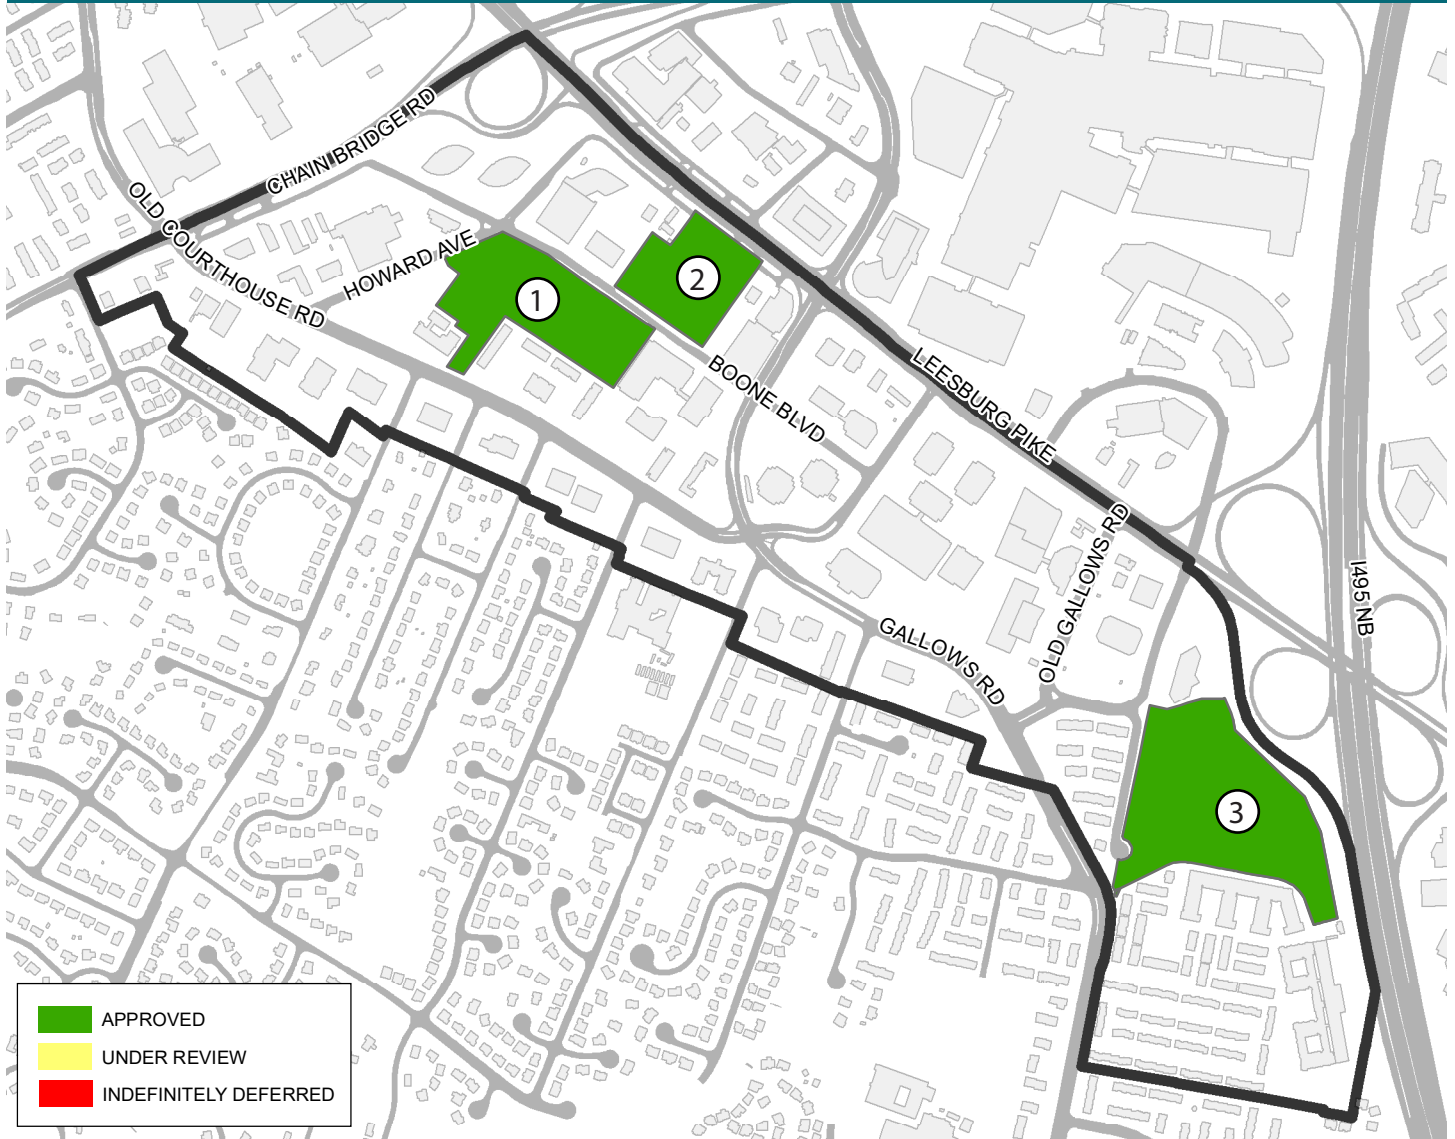 CHAIN BRIDGE RD
OLD COURTHOUSE RD
HOWARD AVE
1
2
BOONE BLVD
LEESBURG PIKE
OLD GALLOWS RD
I495 NB
GALLOWS RD
3
APPROVED
UNDER REVIEW
INDEFINITELY DEFERRED